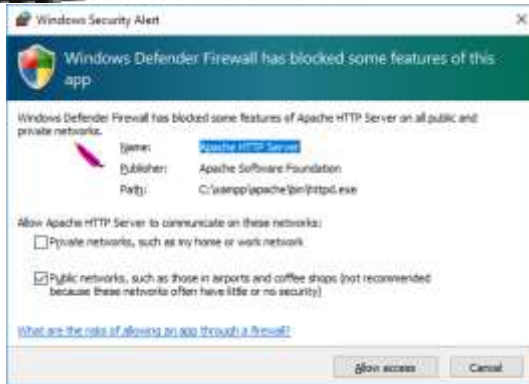 Windows Security Alert
Windows Defender Firewall has blocked some features of this
app
Windows Defender Firewall has blocked some features of Apache HTTP Server on all public and
private networks.
Name: Apache HTTP Server
Publisher: Apache Software Foundation
Path: C:\xampp\apache\bin\httpd.exe
Allow Apache HTTP Server to communicate on these networks:
Private networks, such as my home or work network
Public networks, such as those in airports and coffee shops (not recommended
because these networks often have little or no security)
What are the risks of allowing an app through a firewall?
Allow access Cancel